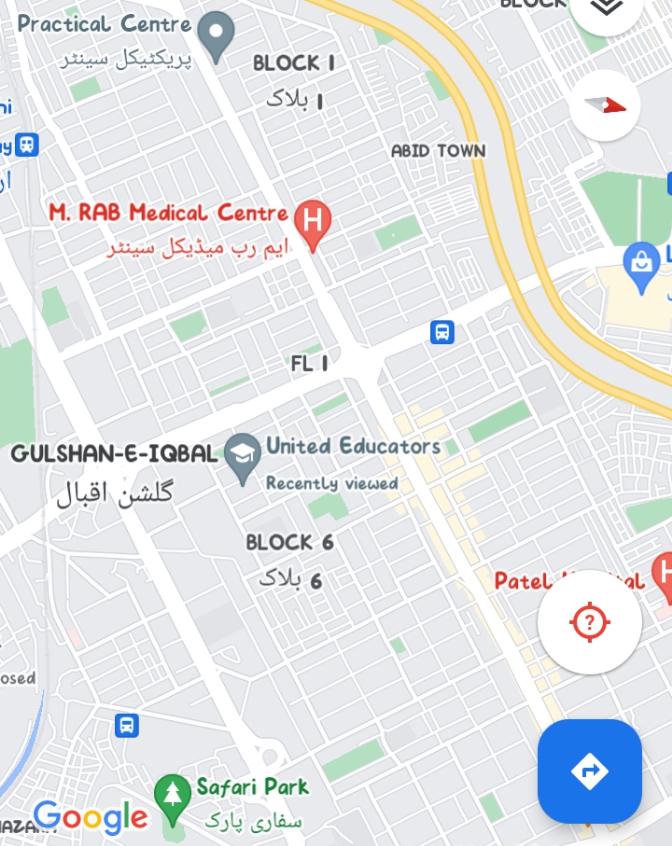 BLOCK
Practical Centre
پریکٹیکل سینٹر
BLOCK 1
بلاک 1
ABID TOWN
M. RAB Medical Centre
H
ایم رب میڈیکل سینٹر
FL 1
GULSHAN-E-IQBAL
گلشن اقبال
United Educators
Recently viewed
BLOCK 6
بلاک 6
Patel
H
?
osed
Safari Park
سفاری پارک
Google